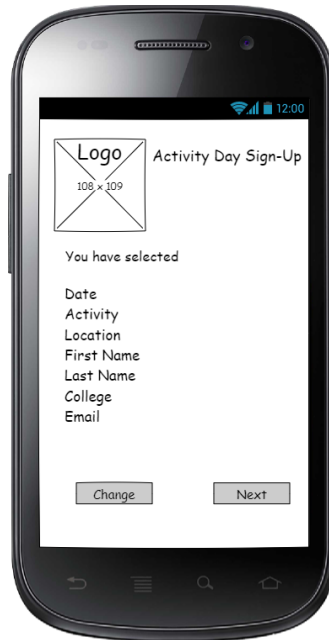 12:00
Logo
108 x 109
Activity Day Sign-Up
You have selected
Date
Activity
Location
First Name
Last Name
College
Email
Change
Next